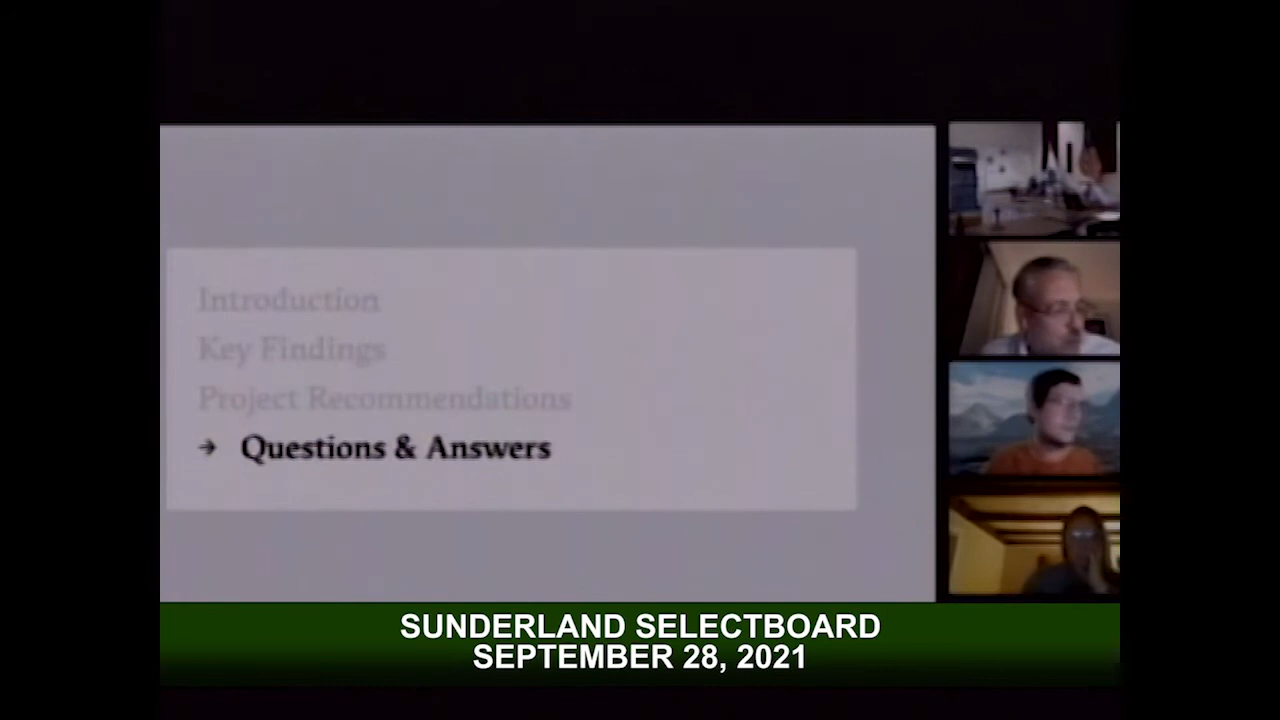 Introduction
Key Findings
Project Recommendations
→ Questions & Answers
SUNDERLAND SELECTBOARD
SEPTEMBER 28, 2021